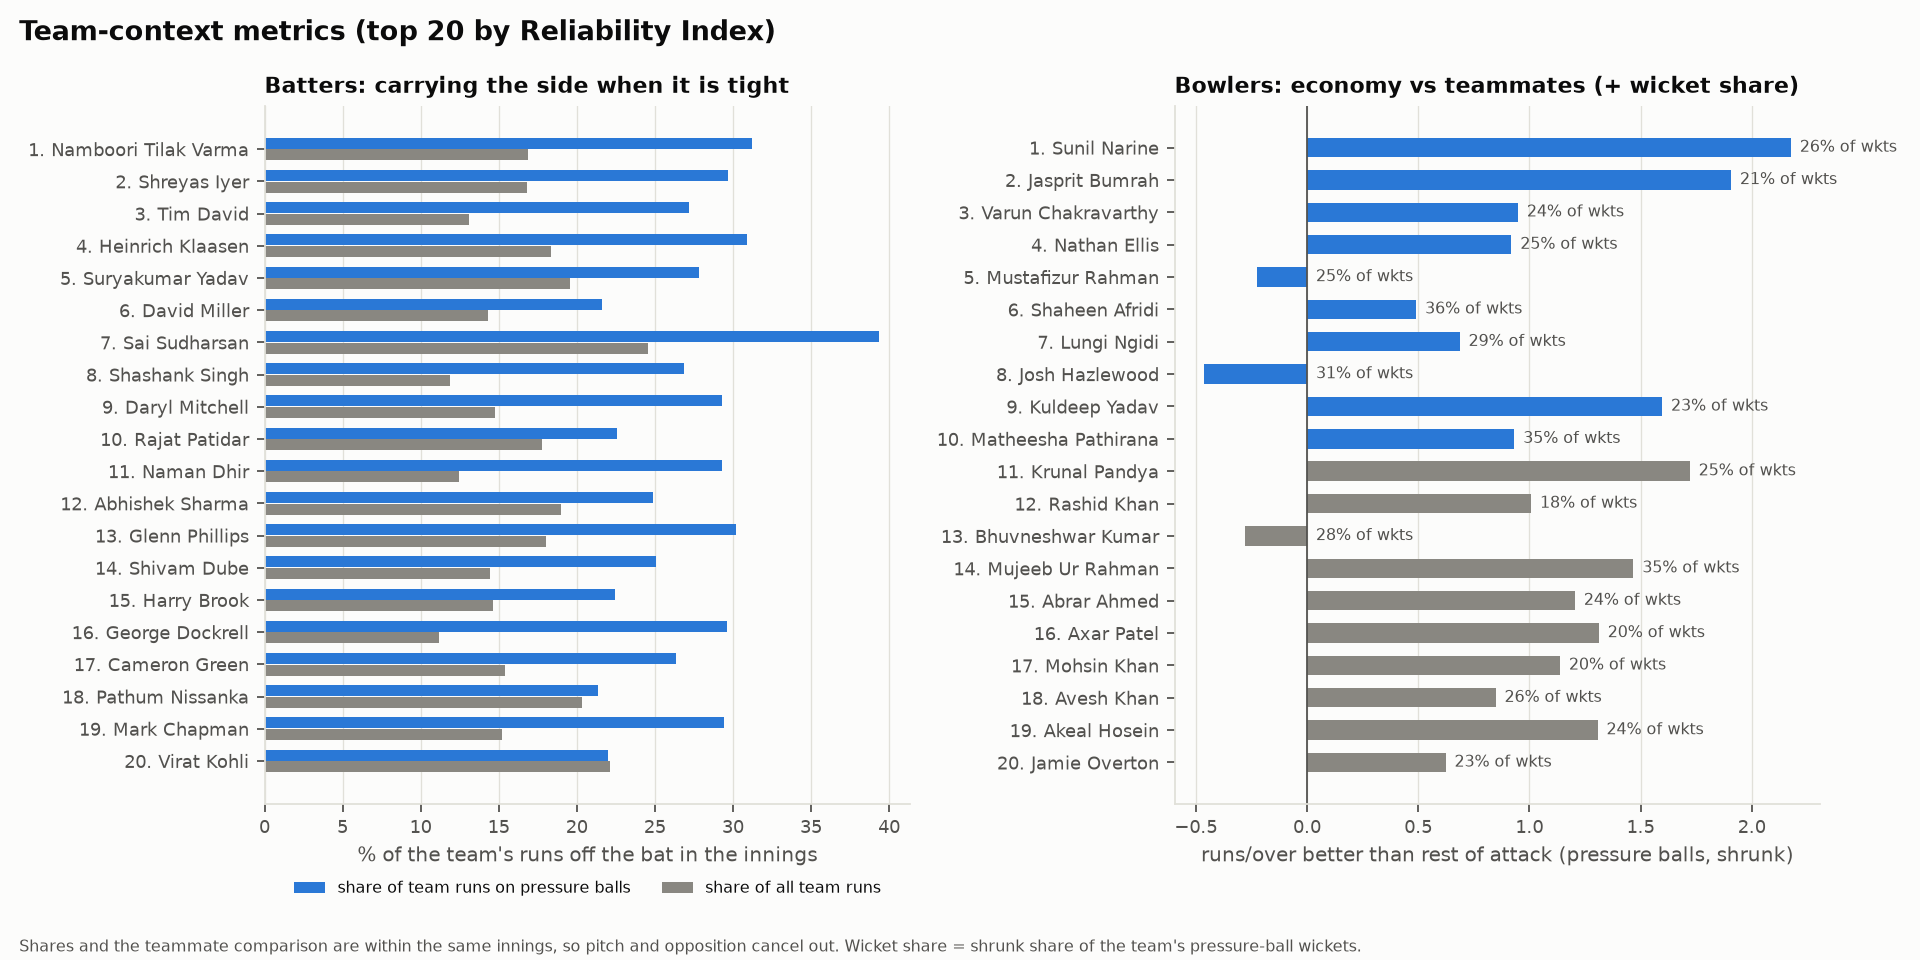 Team-context metrics (top 20 by Reliability Index)
Batters: carrying the side when it is tight
1. Namboori Tilak Varma
2. Shreyas Iyer
3. Tim David
4. Heinrich Klaasen
5. Suryakumar Yadav
6. David Miller
7. Sai Sudharsan
8. Shashank Singh
9. Daryl Mitchell
10. Rajat Patidar
11. Naman Dhir
12. Abhishek Sharma
13. Glenn Phillips
14. Shivam Dube
15. Harry Brook
16. George Dockrell
17. Cameron Green
18. Pathum Nissanka
19. Mark Chapman
20. Virat Kohli
0 5 10 15 20 25 30 35 40
% of the team's runs off the bat in the innings
share of team runs on pressure balls
share of all team runs
Bowlers: economy vs teammates (+ wicket share)
1. Sunil Narine 26% of wkts
2. Jasprit Bumrah 21% of wkts
3. Varun Chakravarthy 24% of wkts
4. Nathan Ellis 25% of wkts
5. Mustafizur Rahman 25% of wkts
6. Shaheen Afridi 36% of wkts
7. Lungi Ngidi 29% of wkts
8. Josh Hazlewood 31% of wkts
9. Kuldeep Yadav 23% of wkts
10. Matheesha Pathirana 35% of wkts
11. Krunal Pandya 25% of wkts
12. Rashid Khan 18% of wkts
13. Bhuvneshwar Kumar 28% of wkts
14. Mujeeb Ur Rahman 35% of wkts
15. Abrar Ahmed 24% of wkts
16. Axar Patel 20% of wkts
17. Mohsin Khan 20% of wkts
18. Avesh Khan 26% of wkts
19. Akeal Hosein 24% of wkts
20. Jamie Overton 23% of wkts
−0.5 0.0 0.5 1.0 1.5 2.0
runs/over better than rest of attack (pressure balls, shrunk)
Shares and the teammate comparison are within the same innings, so pitch and opposition cancel out. Wicket share = shrunk share of the team's pressure-ball wickets.